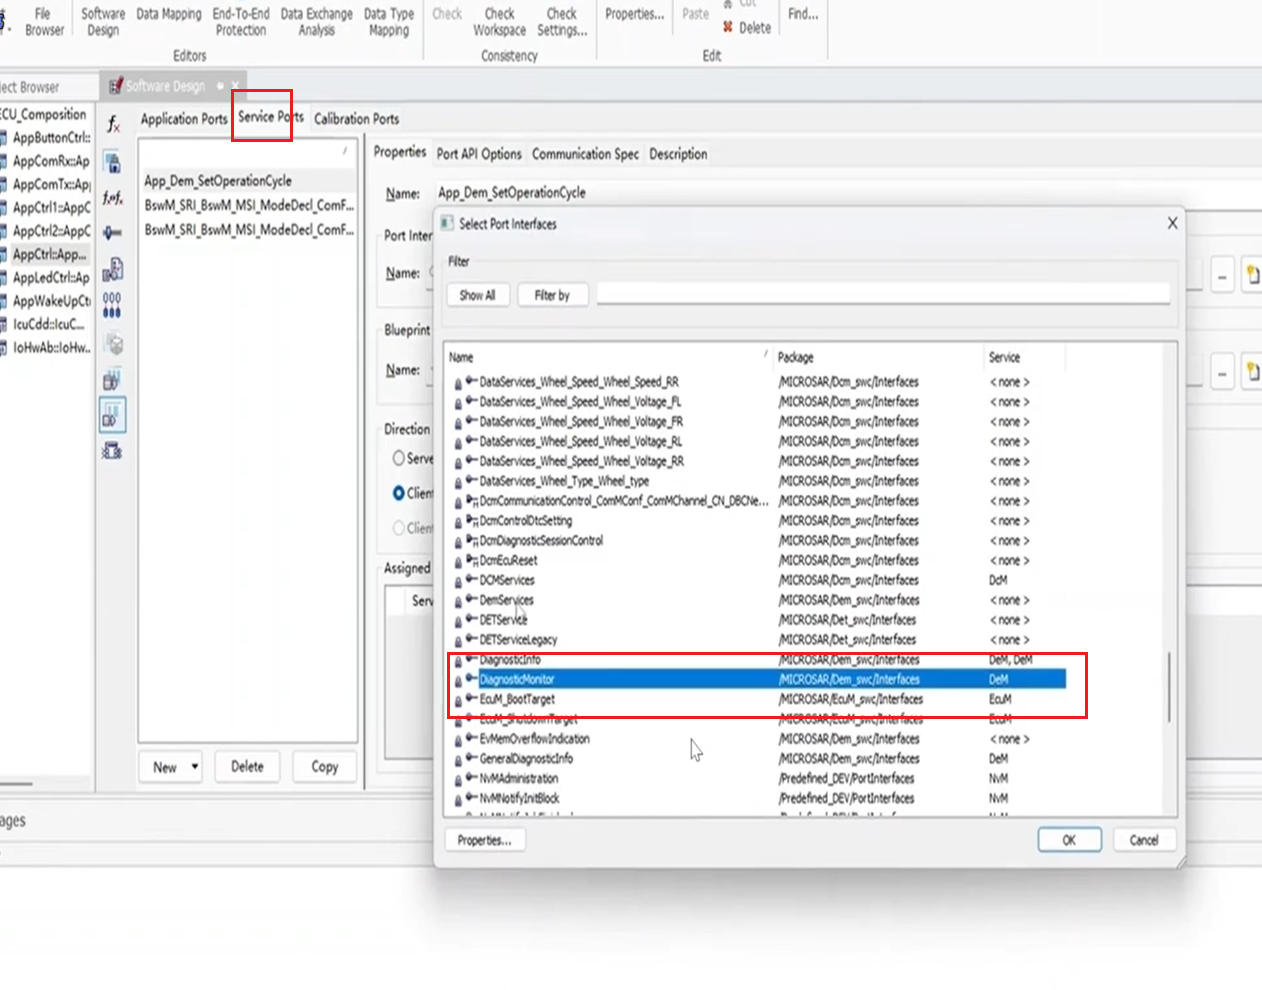 File
Browser
Software
Design
Data Mapping
End-To-End
Protection
Data Exchange
Analysis
Data Type
Mapping
Editors
Check
Check
Workspace
Check
Settings...
Consistency
Properties...
Paste
Cut
Delete
Edit
Find...
ect Browser
Software Design
CU_Composition
AppButtonCtrl::
AppComRx::Ap
AppComTx::Ap
AppCtrl1::AppC
AppCtrl2::AppC
AppCtrl::App...
AppLedCtrl::Ap
AppWakeUpCt
IcuCdd::IcuC...
IoHwAb::IoHw..
Application Ports
Service Ports
Calibration Ports
App_Dem_SetOperationCycle
BswM_SRI_BswM_MSI_ModeDecl_ComF...
BswM_SRI_BswM_MSI_ModeDecl_ComF...
New
Delete
Copy
Properties
Port API Options
Communication Spec
Description
Name: App_Dem_SetOperationCycle
Port Inter
Name:
...
Blueprint
Name:
...
Direction
Serve
Client
Client
Assigned
Serv
ages
Select Port Interfaces
X
Filter
Show All
Filter by
Name / Package Service
DataServices_Wheel_Speed_Wheel_Speed_RR /MICROSAR/Dcm_swc/Interfaces < none >
DataServices_Wheel_Speed_Wheel_Voltage_FL /MICROSAR/Dcm_swc/Interfaces < none >
DataServices_Wheel_Speed_Wheel_Voltage_FR /MICROSAR/Dcm_swc/Interfaces < none >
DataServices_Wheel_Speed_Wheel_Voltage_RL /MICROSAR/Dcm_swc/Interfaces < none >
DataServices_Wheel_Speed_Wheel_Voltage_RR /MICROSAR/Dcm_swc/Interfaces < none >
DataServices_Wheel_Type_Wheel_type /MICROSAR/Dcm_swc/Interfaces < none >
DcmCommunicationControl_ComMConf_ComMChannel_CN_DBCNe... /MICROSAR/Dcm_swc/Interfaces < none >
DcmControlDtcSetting /MICROSAR/Dcm_swc/Interfaces < none >
DcmDiagnosticSessionControl /MICROSAR/Dcm_swc/Interfaces < none >
DcmEcuReset /MICROSAR/Dcm_swc/Interfaces < none >
DCMServices /MICROSAR/Dcm_swc/Interfaces DcM
DemServices /MICROSAR/Dem_swc/Interfaces < none >
DETService /MICROSAR/Det_swc/Interfaces < none >
DETServiceLegacy /MICROSAR/Det_swc/Interfaces < none >
DiagnosticInfo /MICROSAR/Dem_swc/Interfaces DeM, DeM
DiagnosticMonitor /MICROSAR/Dem_swc/Interfaces DeM
EcuM_BootTarget /MICROSAR/EcuM_swc/Interfaces EcuM
EcuM_ShutdownTarget /MICROSAR/EcuM_swc/Interfaces EcuM
EvMemOverflowIndication /MICROSAR/Dem_swc/Interfaces < none >
GeneralDiagnosticInfo /MICROSAR/Dem_swc/Interfaces DeM
NvMAdministration /Predefined_DEV/PortInterfaces NvM
NvMNotifyInitBlock /Predefined_DEV/PortInterfaces NvM
Properties...
OK
Cancel